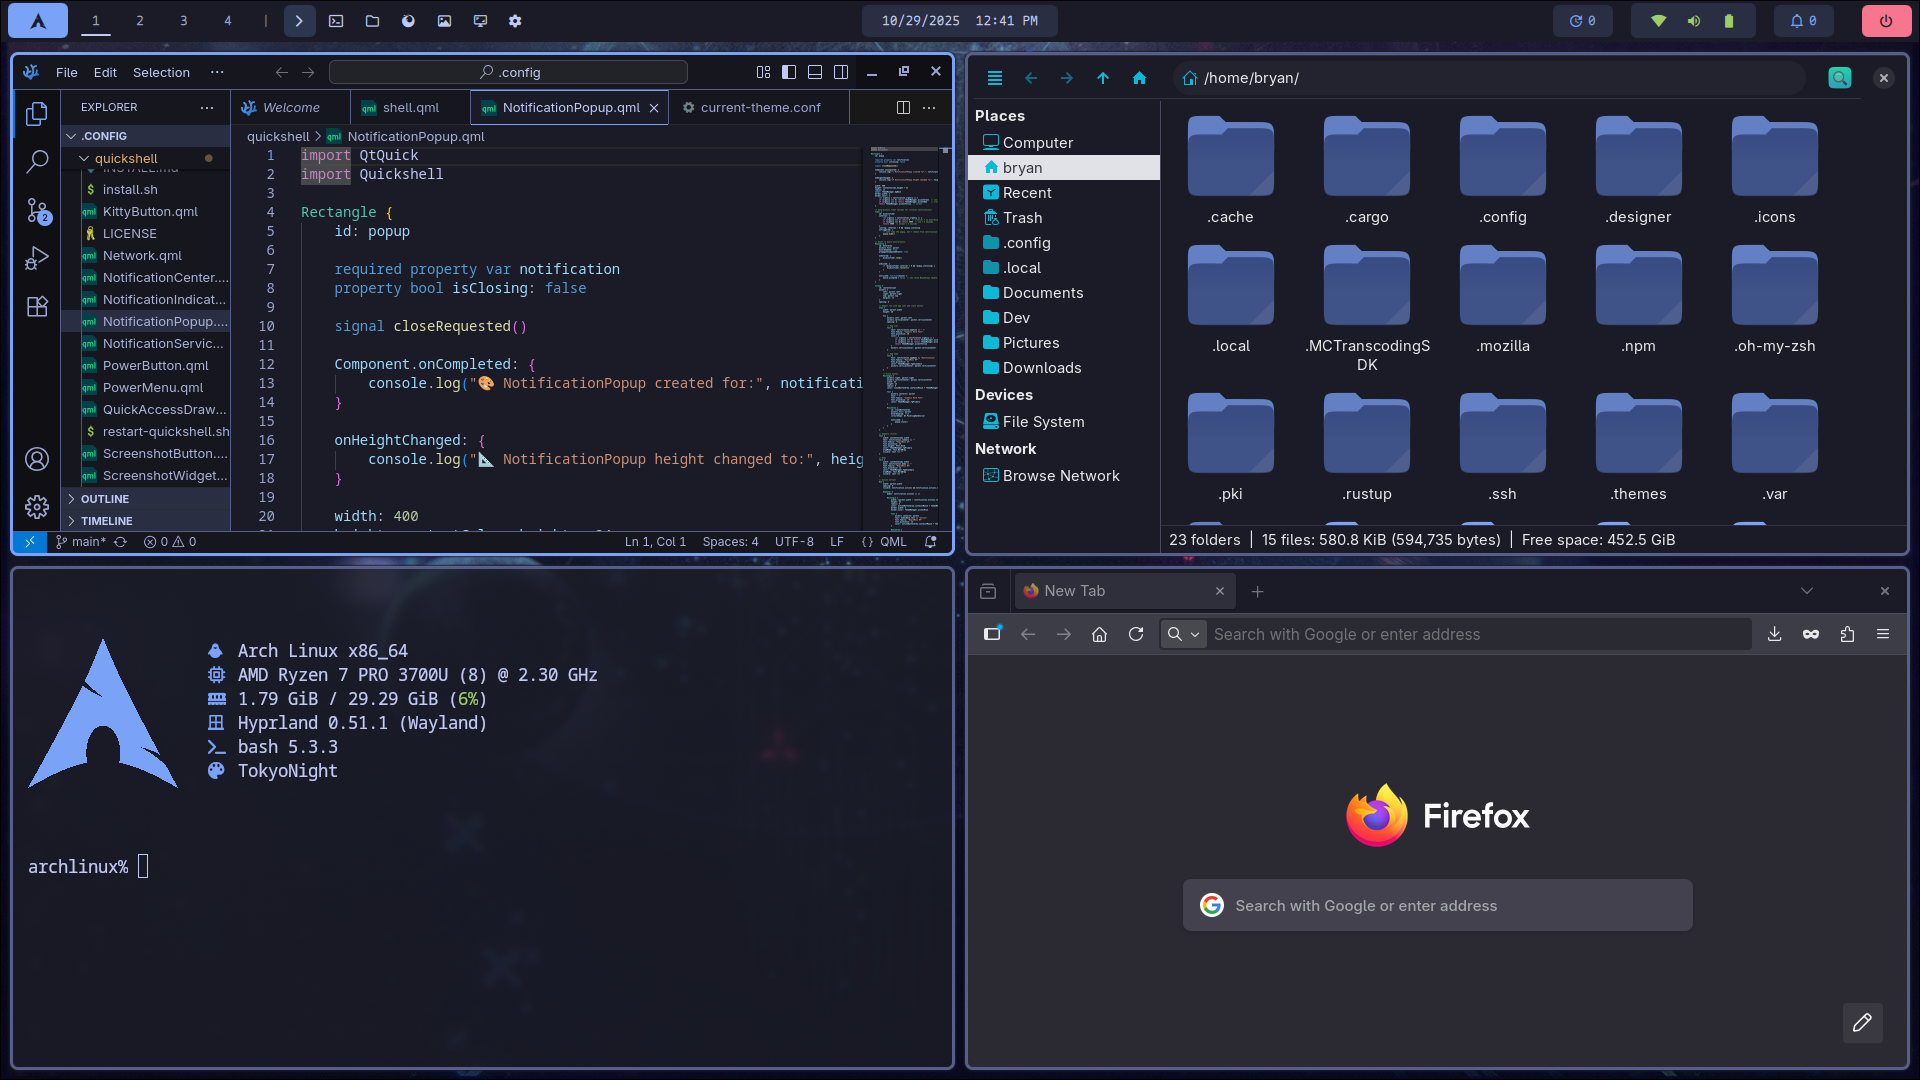 1 2 3 4 |
10/29/2025 12:41 PM
0
0
File Edit Selection ···
.config
EXPLORER ···
.CONFIG
quickshell
INSTALL.md
install.sh
KittyButton.qml
LICENSE
Network.qml
NotificationCenter....
NotificationIndicat...
NotificationPopup....
NotificationServic...
PowerButton.qml
PowerMenu.qml
QuickAccessDraw...
restart-quickshell.sh
ScreenshotButton....
ScreenshotWidget...
OUTLINE
TIMELINE
2
Welcome
shell.qml
NotificationPopup.qml
current-theme.conf
quickshell > NotificationPopup.qml
1 import QtQuick
2 import Quickshell
3
4 Rectangle {
5 id: popup
6
7 required property var notification
8 property bool isClosing: false
9
10 signal closeRequested()
11
12 Component.onCompleted: {
13 console.log("🎨 NotificationPopup created for:", notificati
14 }
15
16 onHeightChanged: {
17 console.log("📐 NotificationPopup height changed to:", heig
18 }
19
20 width: 400
main* 0 0
Ln 1, Col 1 Spaces: 4 UTF-8 LF {} QML
/home/bryan/
Places
Computer
bryan
Recent
Trash
.config
.local
Documents
Dev
Pictures
Downloads
Devices
File System
Network
Browse Network
.cache .cargo .config .designer .icons
.local .MCTranscodingS
DK .mozilla .npm .oh-my-zsh
.pki .rustup .ssh .themes .var
23 folders | 15 files: 580.8 KiB (594,735 bytes) | Free space: 452.5 GiB
Arch Linux x86_64
AMD Ryzen 7 PRO 3700U (8) @ 2.30 GHz
1.79 GiB / 29.29 GiB (6%)
Hyprland 0.51.1 (Wayland)
bash 5.3.3
TokyoNight
archlinux%
New Tab
Search with Google or enter address
Firefox
Search with Google or enter address